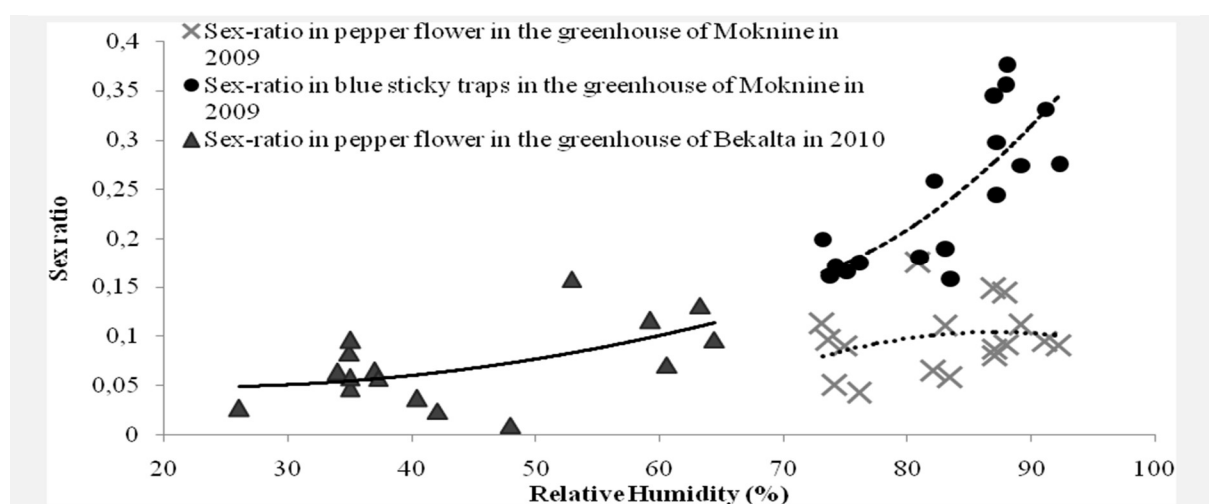 Sex-ratio in pepper flower in the greenhouse of Moknine in
2009
Sex-ratio in blue sticky traps in the greenhouse of Moknine in
2009
Sex-ratio in pepper flower in the greenhouse of Bekalta in 2010
Sex ratio
0,4
0,35
0,3
0,25
0,2
0,15
0,1
0,05
0
20 30 40 50 60 70 80 90 100
Relative Humidity (%)